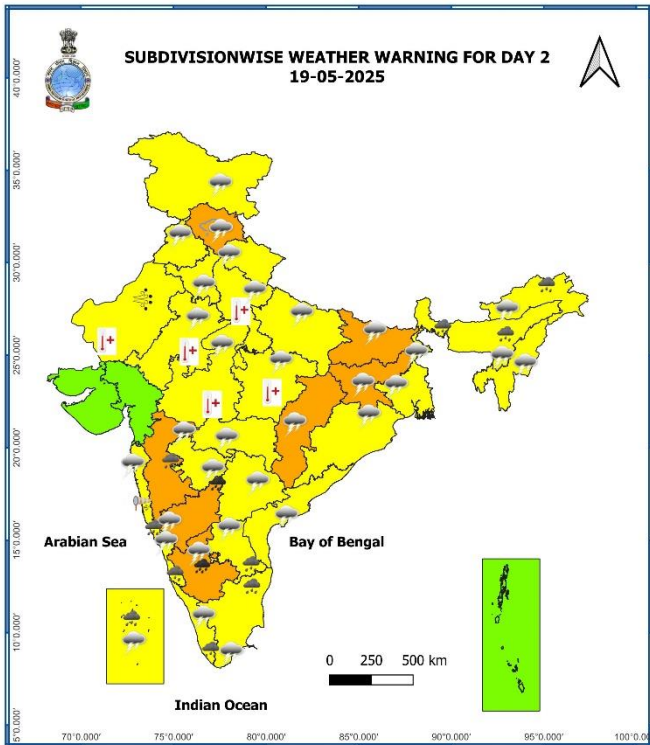 SUBDIVISIONWISE WEATHER WARNING FOR DAY 2
19-05-2025
40°0.000'
35°0.000'
30°0.000'
25°0.000'
20°0.000'
15°0.000'
10°0.000'
5°0.000'
Arabian Sea
Bay of Bengal
0 250 500 km
Indian Ocean
70°0.000' 75°0.000' 80°0.000' 85°0.000' 90°0.000' 95°0.000' 100°0.000'